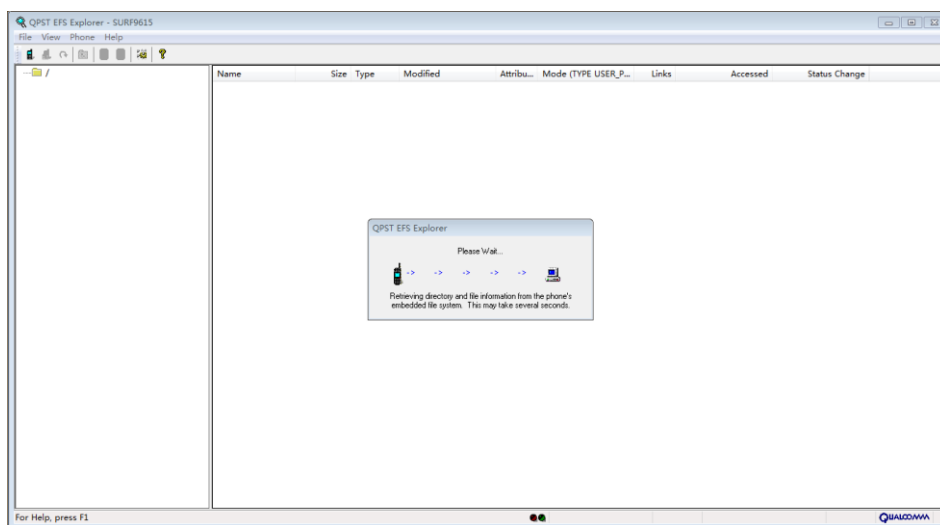 QPST EFS Explorer - SURF9615
File View Phone Help
/
Name Size Type Modified Attribu... Mode (TYPE USER_P... Links Accessed Status Change
QPST EFS Explorer
Please Wait...
-> -> -> -> ->
Retrieving directory and file information from the phone's
embedded file system. This may take several seconds.
For Help, press F1
QUALCOMM